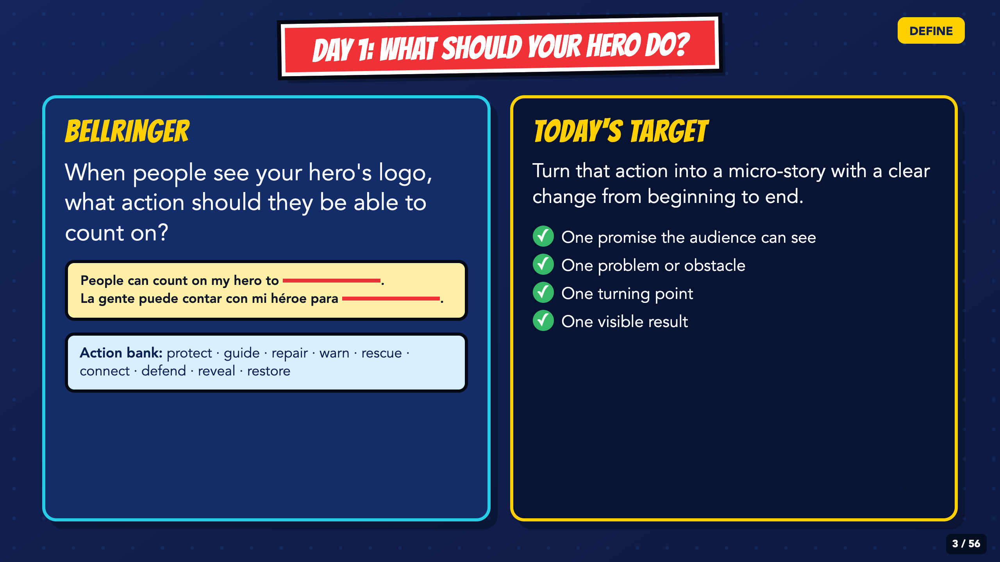 DAY 1: WHAT SHOULD YOUR HERO DO?
DEFINE
BELLRINGER
When people see your hero's logo,
what action should they be able to
count on?
People can count on my hero to ________.
La gente puede contar con mi héroe para ________.
Action bank: protect · guide · repair · warn · rescue ·
connect · defend · reveal · restore
TODAY'S TARGET
Turn that action into a micro-story with a clear
change from beginning to end.
One promise the audience can see
One problem or obstacle
One turning point
One visible result
3 / 56